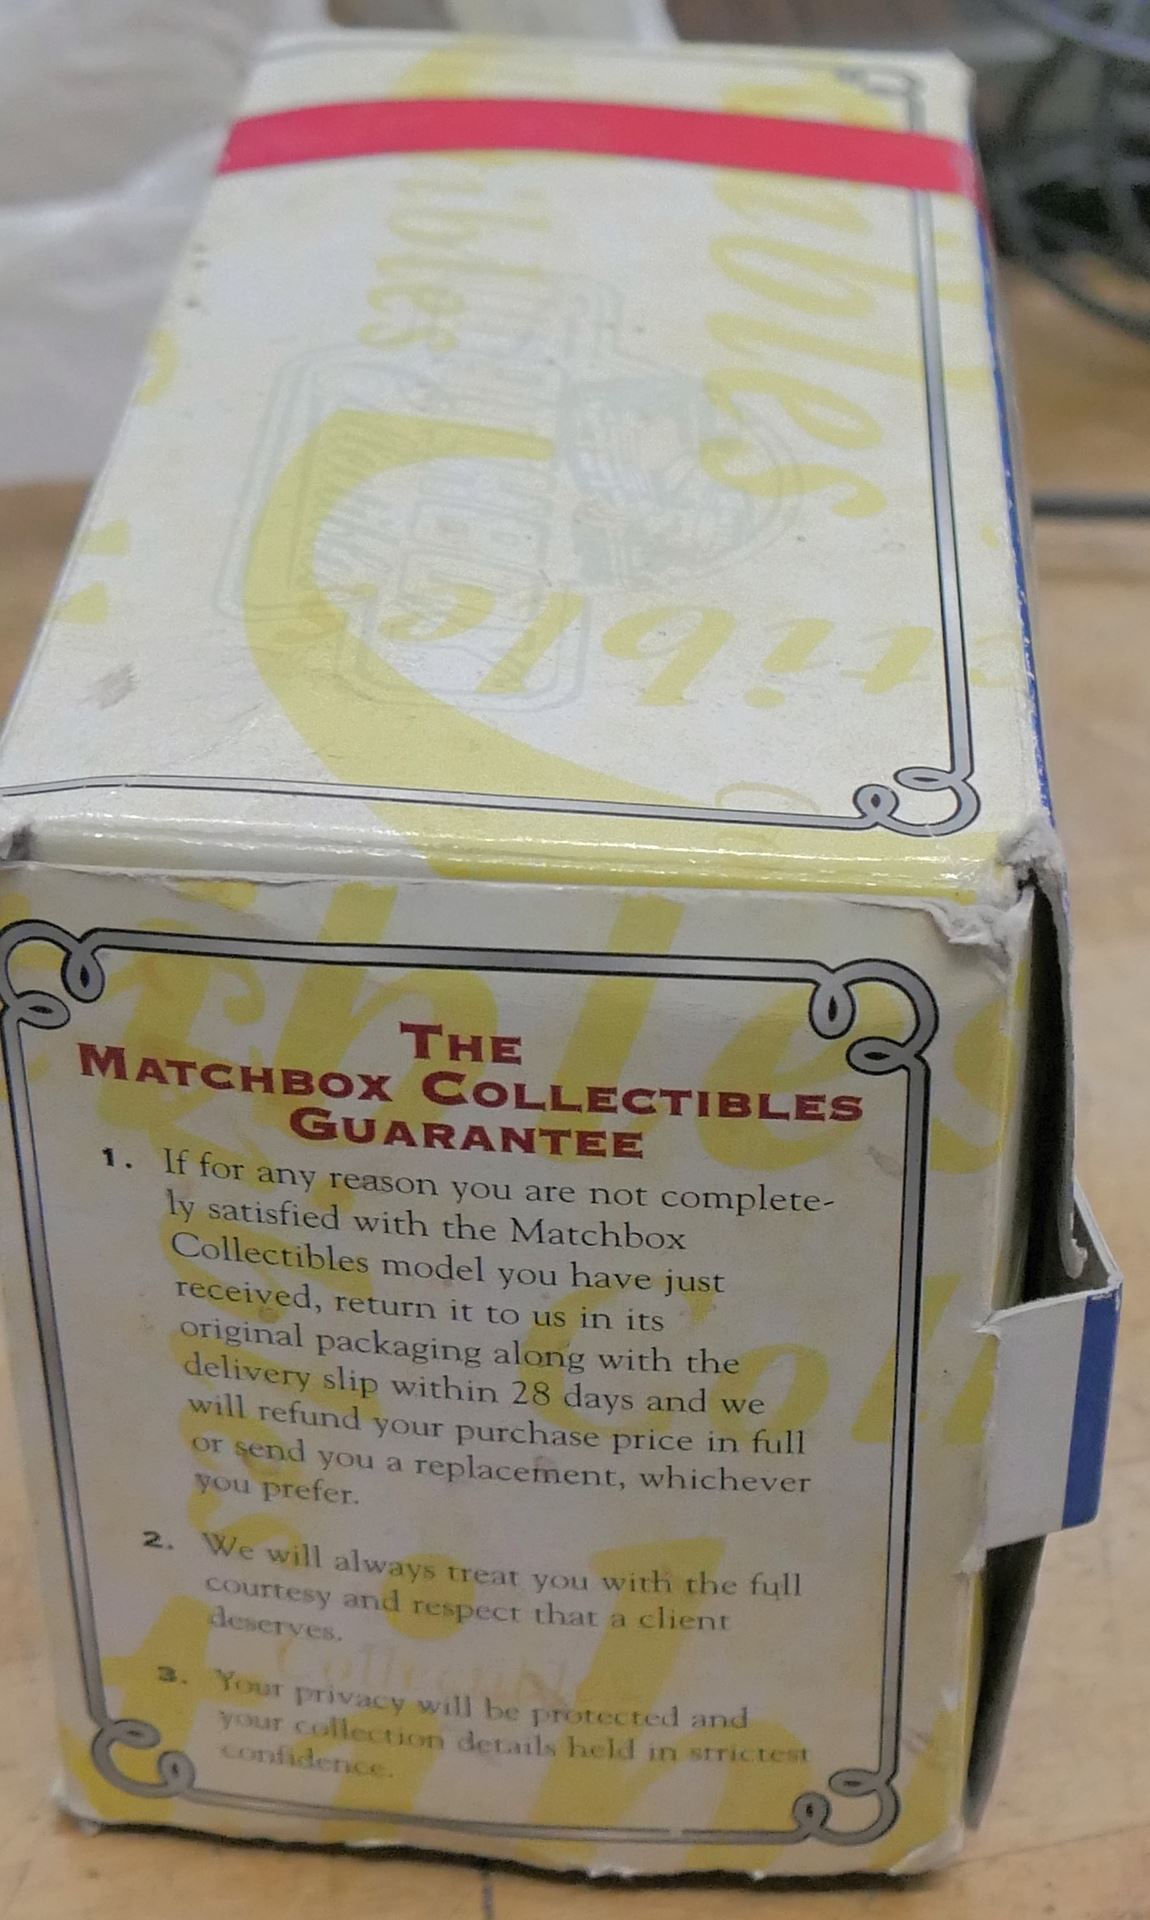 THE
MATCHBOX COLLECTIBLES
GUARANTEE
1. If for any reason you are not complete-
ly satisfied with the Matchbox
Collectibles model you have just
received, return it to us in its
original packaging along with the
delivery slip within 28 days and we
will refund your purchase price in full
or send you a replacement, whichever
you prefer.
2. We will always treat you with the full
courtesy and respect that a client
deserves.
3. Your privacy will be protected and
your collection details held in strictest
confidence.